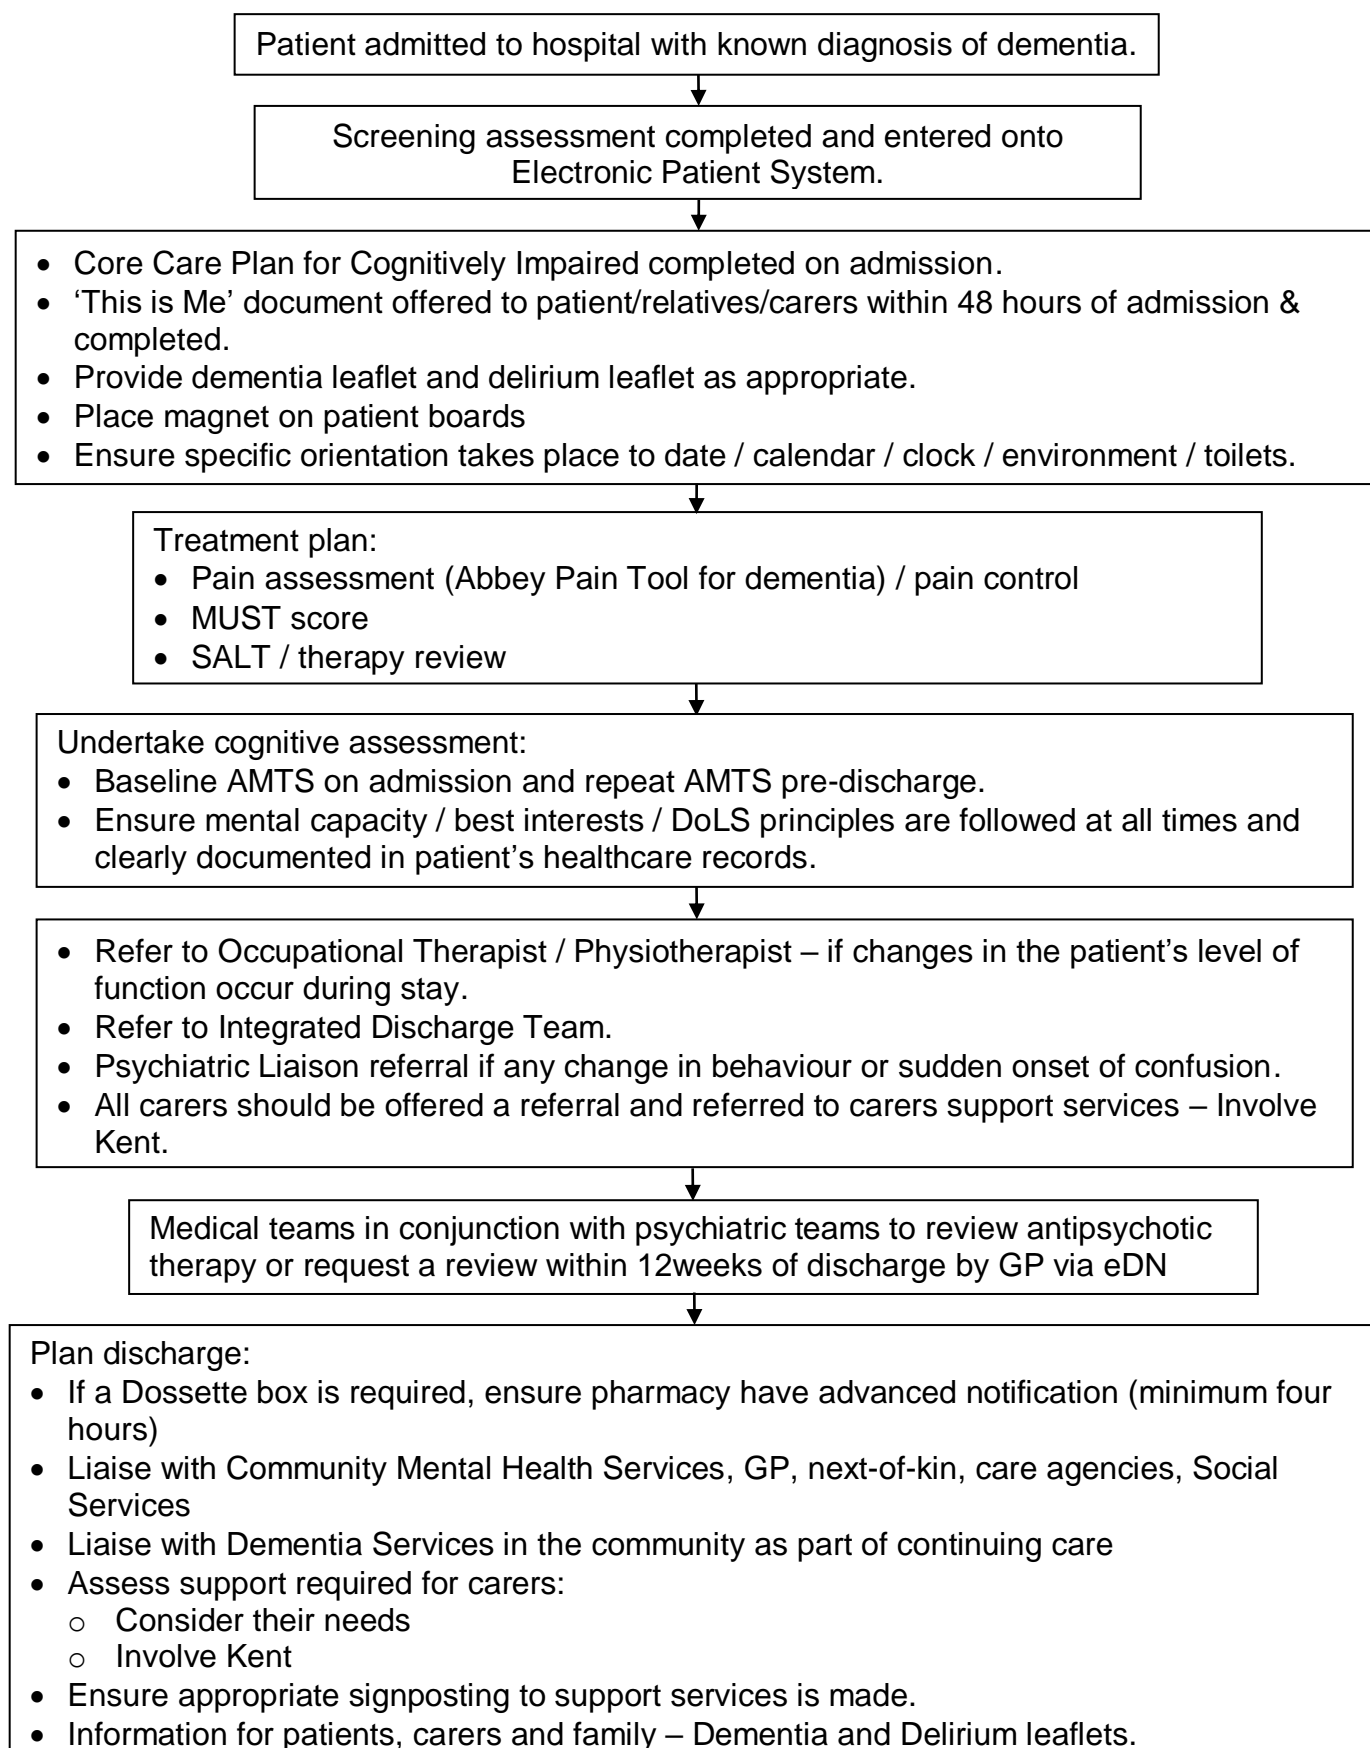 Patient admitted to hospital with known diagnosis of dementia.
Screening assessment completed and entered onto
Electronic Patient System.
• Core Care Plan for Cognitively Impaired completed on admission.
• ‘This is Me’ document offered to patient/relatives/carers within 48 hours of admission &
completed.
• Provide dementia leaflet and delirium leaflet as appropriate.
• Place magnet on patient boards
• Ensure specific orientation takes place to date / calendar / clock / environment / toilets.
Treatment plan:
• Pain assessment (Abbey Pain Tool for dementia) / pain control
• MUST score
• SALT / therapy review
Undertake cognitive assessment:
• Baseline AMTS on admission and repeat AMTS pre-discharge.
• Ensure mental capacity / best interests / DoLS principles are followed at all times and
clearly documented in patient’s healthcare records.
• Refer to Occupational Therapist / Physiotherapist – if changes in the patient’s level of
function occur during stay.
• Refer to Integrated Discharge Team.
• Psychiatric Liaison referral if any change in behaviour or sudden onset of confusion.
• All carers should be offered a referral and referred to carers support services – Involve
Kent.
Medical teams in conjunction with psychiatric teams to review antipsychotic
therapy or request a review within 12weeks of discharge by GP via eDN
Plan discharge:
• If a Dossette box is required, ensure pharmacy have advanced notification (minimum four
hours)
• Liaise with Community Mental Health Services, GP, next-of-kin, care agencies, Social
Services
• Liaise with Dementia Services in the community as part of continuing care
• Assess support required for carers:
o Consider their needs
o Involve Kent
• Ensure appropriate signposting to support services is made.
• Information for patients, carers and family – Dementia and Delirium leaflets.